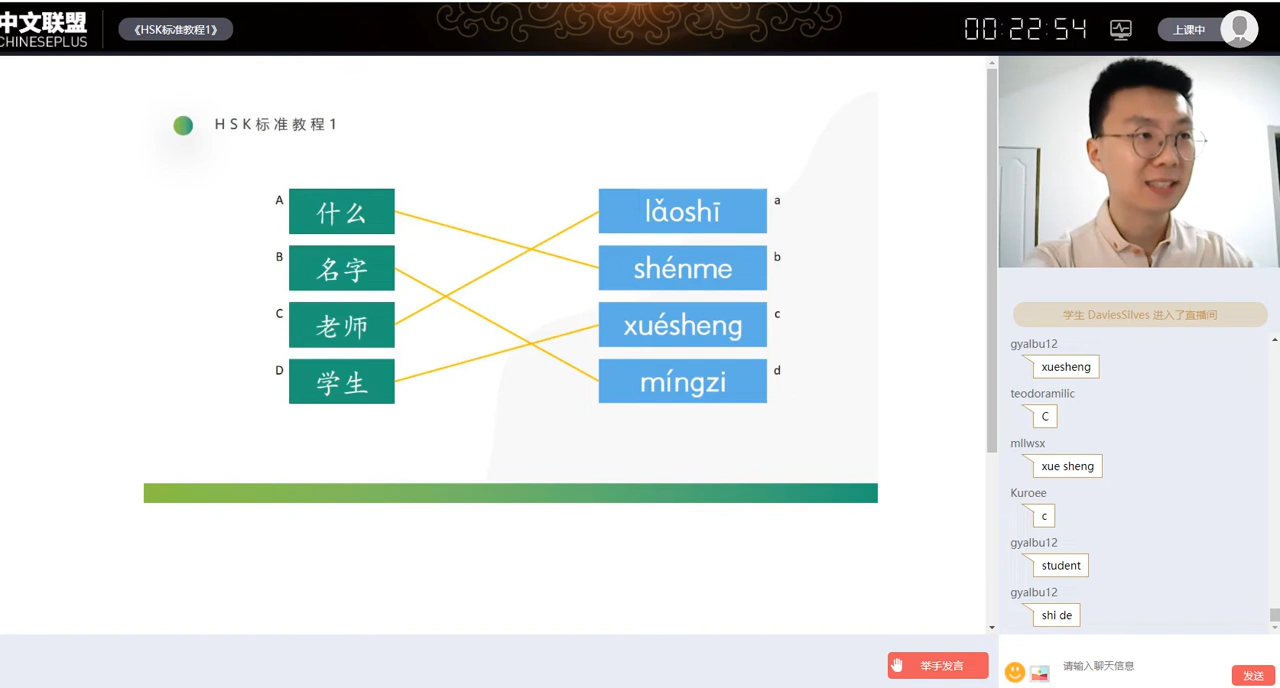 中文联盟
CHINESEPLUS
《HSK标准教程1》
00:22:54
上课中
HSK标准教程1
A 什么
lǎoshī a
B 名字
shénme b
C 老师
xuésheng c
D 学生
míngzi d
学生 DaviesSilves 进入了直播间
gyalbu12
xuesheng
teodoramilic
C
mllwsx
xue sheng
Kuroee
c
gyalbu12
student
gyalbu12
shi de
举手发言
请输入聊天信息
发送